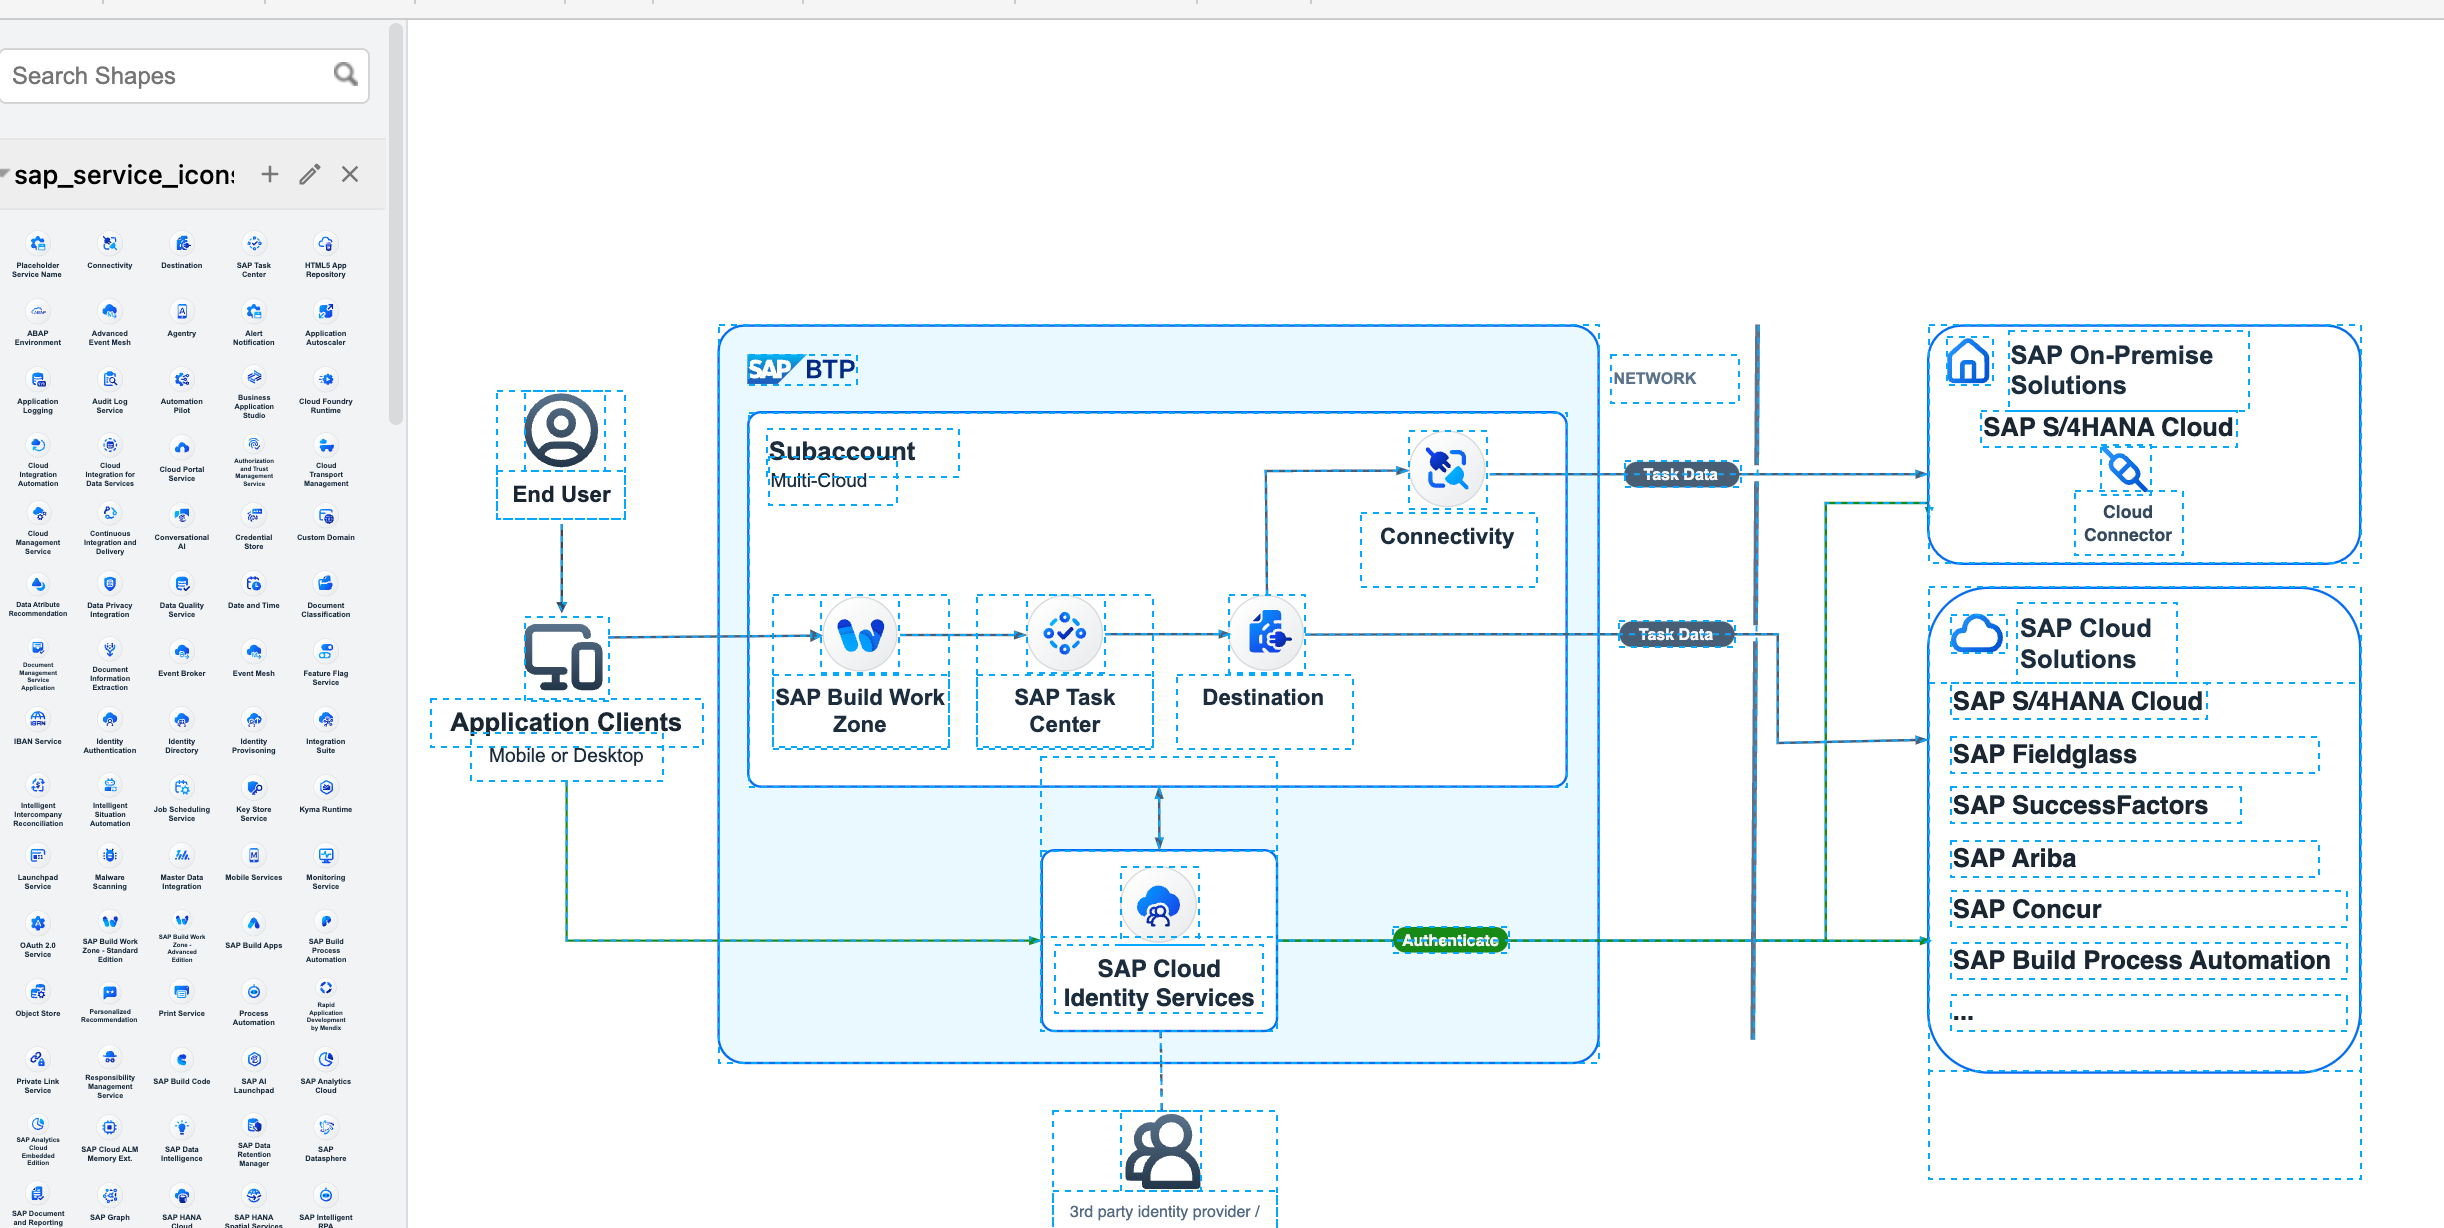 Search Shapes
sap_service_icons
Placeholder
Service Name
Connectivity
Destination
SAP Task
Center
HTML5 App
Repository
ABAP
Environment
Advanced
Event Mesh
Agentry
Alert
Notification
Application
Autoscaler
Application
Logging
Audit Log
Service
Automation
Pilot
Business
Application
Studio
Cloud Foundry
Runtime
Cloud
Integration
Automation
Cloud
Integration for
Data Services
Cloud Portal
Service
Authorization
and Trust
Management
Service
Cloud
Transport
Management
Cloud
Management
Service
Continuous
Integration and
Delivery
Conversational
AI
Credential
Store
Custom Domain
Data Atribute
Recommendation
Data Privacy
Integration
Data Quality
Service
Date and Time
Document
Classification
Document
Management
Service
Application
Document
Information
Extraction
Event Broker
Event Mesh
Feature Flag
Service
IBAN Service
Identity
Authentication
Identity
Directory
Identity
Provisioning
Integration
Suite
Intelligent
Intercompany
Reconciliation
Intelligent
Situation
Automation
Job Scheduling
Service
Key Store
Service
Kyma Runtime
Launchpad
Service
Malware
Scanning
Master Data
Integration
Mobile Services
Monitoring
Service
OAuth 2.0
Service
SAP Build Work
Zone - Standard
Edition
SAP Build Work
Zone -
Advanced
Edition
SAP Build Apps
SAP Build
Process
Automation
Object Store
Personalized
Recommendation
Print Service
Process
Automation
Rapid
Application
Development
by Mendix
Private Link
Service
Responsibility
Management
Service
SAP Build Code
SAP AI
Launchpad
SAP Analytics
Cloud
SAP Analytics
Cloud
Embedded
Edition
SAP Cloud ALM
Memory Ext.
SAP Data
Intelligence
SAP Data
Retention
Manager
SAP
Datasphere
SAP Document
and Reporting
SAP Graph
SAP HANA
Cloud
SAP HANA
Spatial Services
SAP Intelligent
RPA
End User
Application Clients
Mobile or Desktop
SAP BTP
Subaccount
Multi-Cloud
Connectivity
SAP Build Work
Zone
SAP Task
Center
Destination
SAP Cloud
Identity Services
3rd party identity provider /
NETWORK
Task Data
Task Data
Authenticate
SAP On-Premise
Solutions
SAP S/4HANA Cloud
Cloud
Connector
SAP Cloud
Solutions
SAP S/4HANA Cloud
SAP Fieldglass
SAP SuccessFactors
SAP Ariba
SAP Concur
SAP Build Process Automation
...